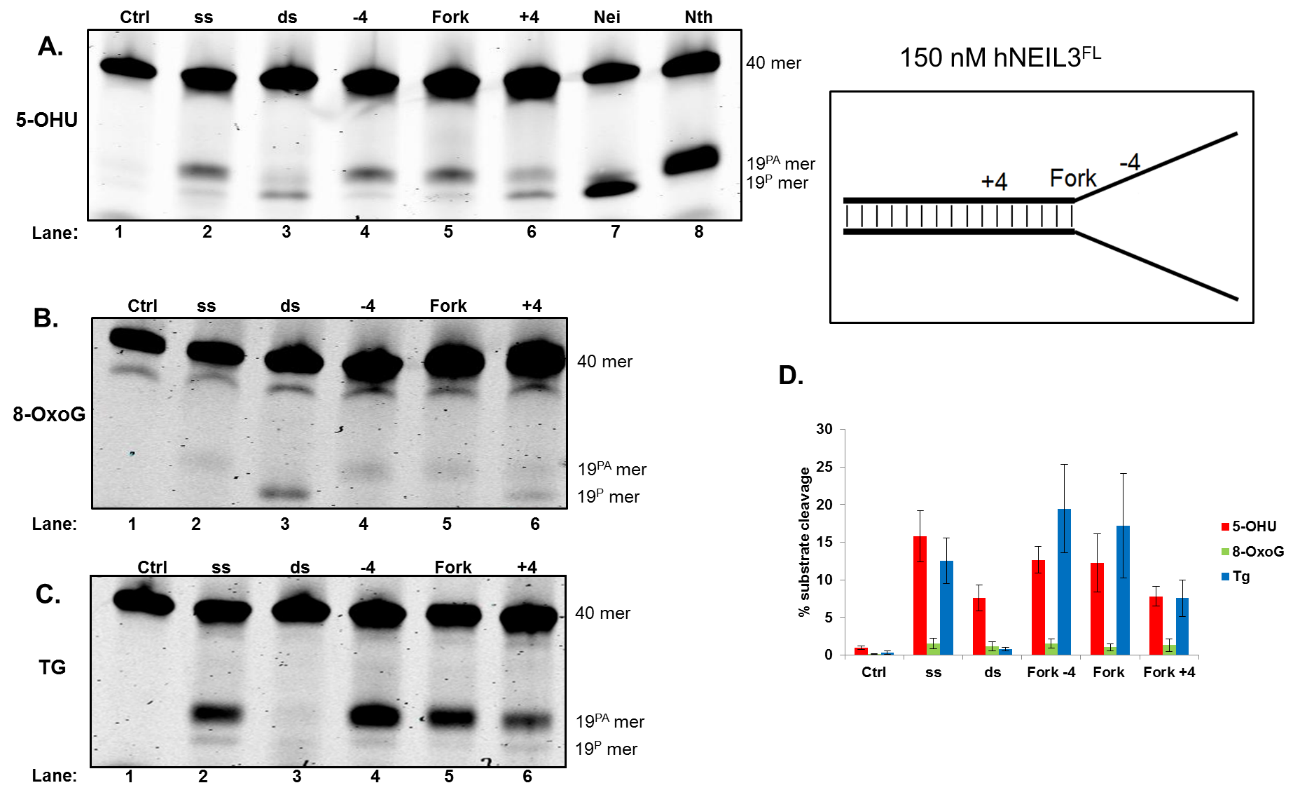 Ctrl ss ds -4 Fork +4 Nei Nth
A.
5-OHU
40 mer
19PA mer
19P mer
Lane: 1 2 3 4 5 6 7 8
150 nM hNEIL3FL
+4 Fork -4
Ctrl ss ds -4 Fork +4
B.
8-OxoG
40 mer
19PA mer
19P mer
Lane: 1 2 3 4 5 6
Ctrl ss ds -4 Fork +4
C.
TG
40 mer
19PA mer
19P mer
Lane: 1 2 3 4 5 6
D.
% substrate cleavage
30
25
20
15
10
5
0
Ctrl ss ds Fork -4 Fork Fork +4
5-OHU
8-OxoG
Tg